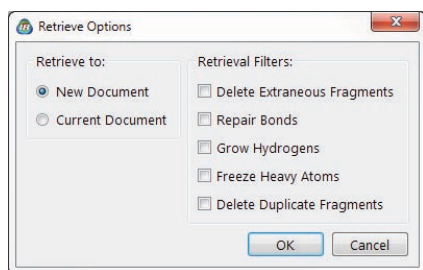 Retrieve Options
Retrieve to:
New Document
Current Document
Retrieval Filters:
Delete Extraneous Fragments
Repair Bonds
Grow Hydrogens
Freeze Heavy Atoms
Delete Duplicate Fragments
OK Cancel